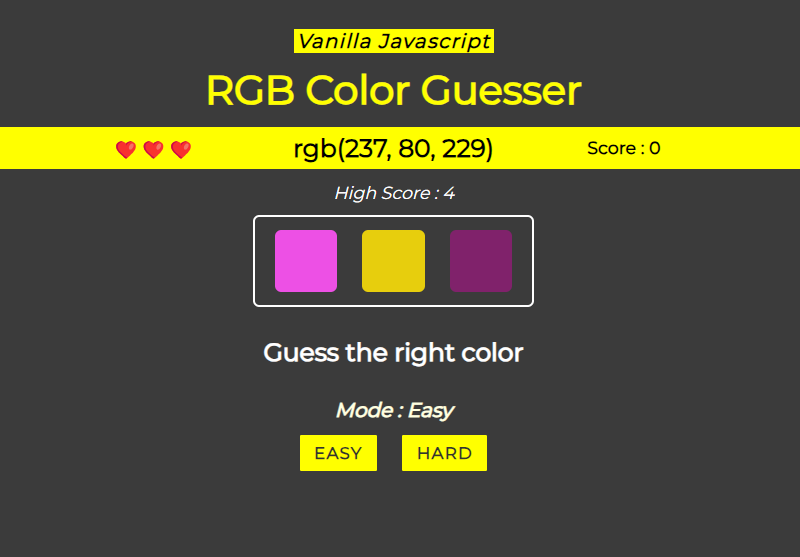 Vanilla Javascript
RGB Color Guesser
rgb(237, 80, 229) Score : 0
High Score : 4
Guess the right color
Mode : Easy
EASY HARD